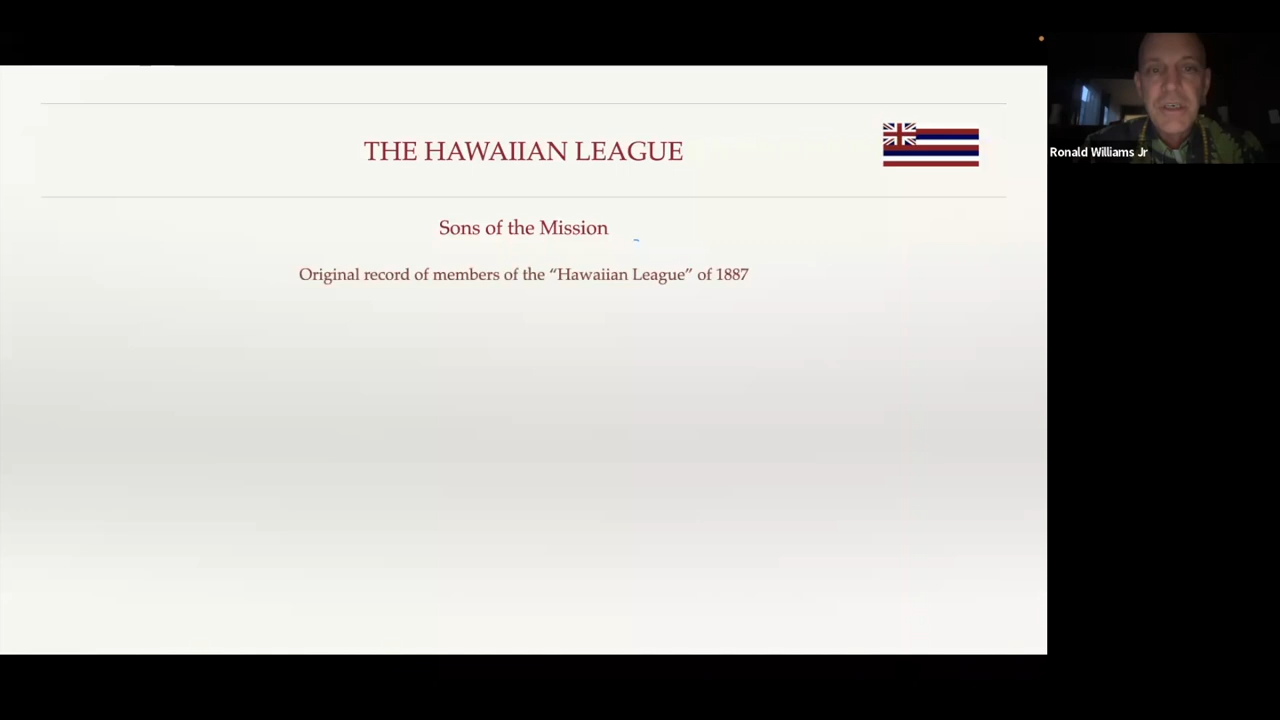 THE HAWAIIAN LEAGUE
Sons of the Mission
Original record of members of the “Hawaiian League” of 1887
Ronald Williams Jr